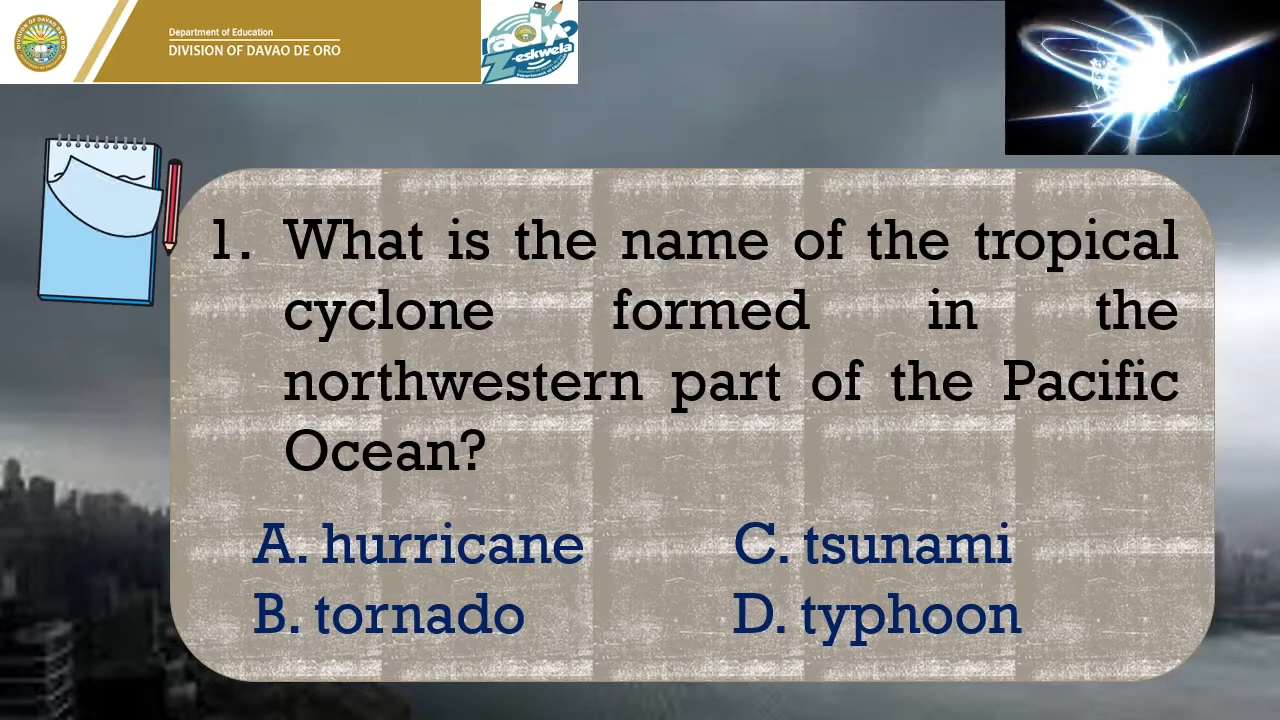 Department of Education
DIVISION OF DAVAO DE ORO
eskwela
1. What is the name of the tropical
cyclone formed in the
northwestern part of the Pacific
Ocean?
A. hurricane
C. tsunami
B. tornado
D. typhoon